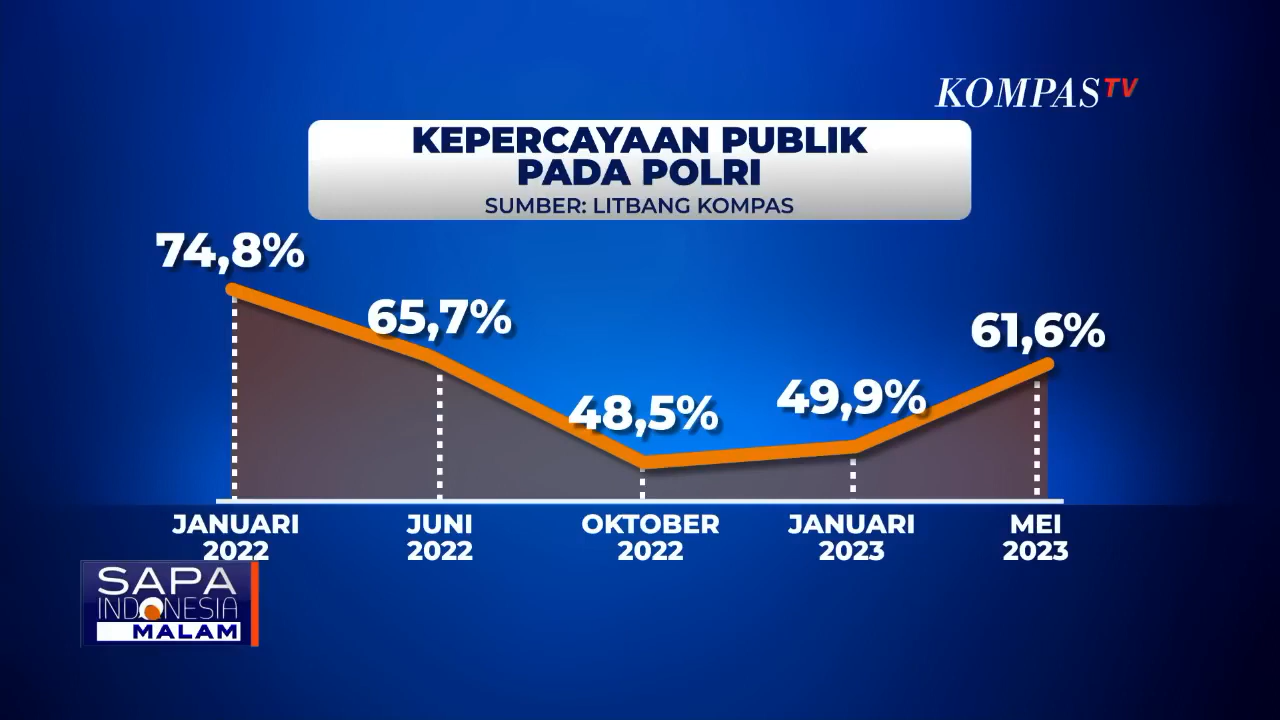 KOMPASTV
KEPERCAYAAN PUBLIK
PADA POLRI
SUMBER: LITBANG KOMPAS
74,8%
65,7%
48,5%
49,9%
61,6%
JANUARI
2022
JUNI
2022
OKTOBER
2022
JANUARI
2023
MEI
2023
SAPA
INDONESIA
MALAM